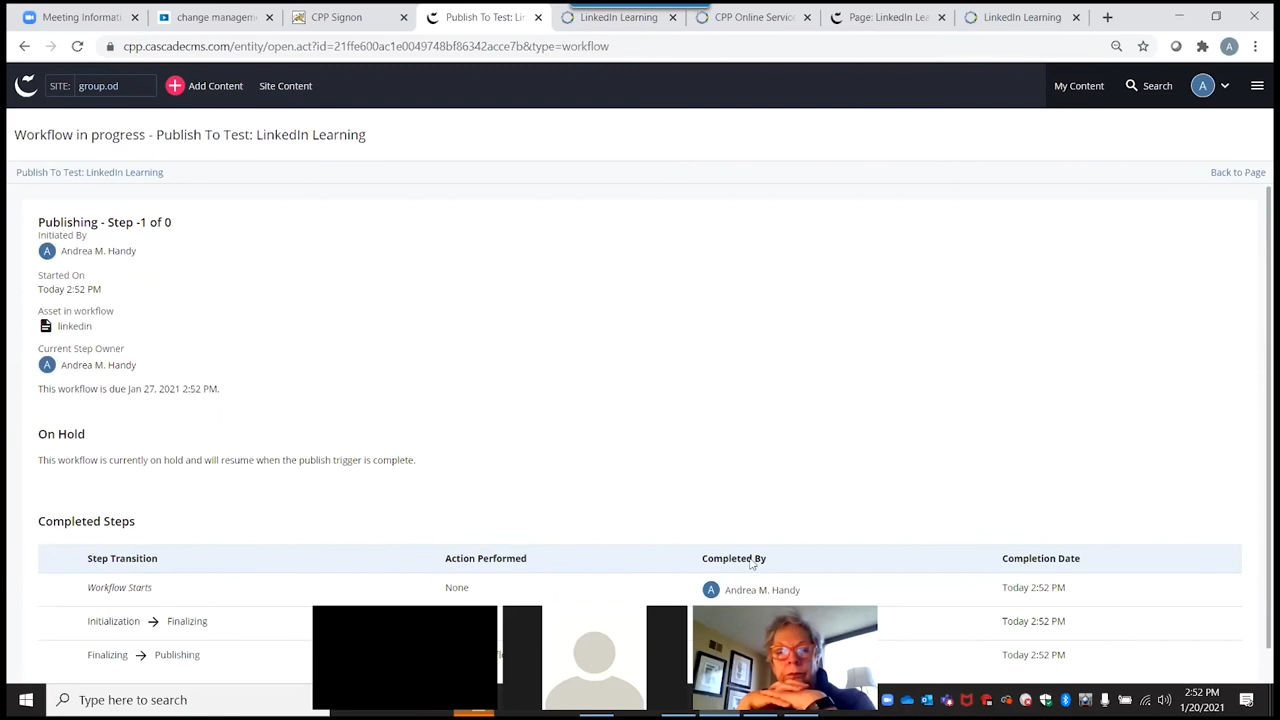 Meeting Informati
change managem
CPP Signon
Publish To Test: Lin
LinkedIn Learning
CPP Online Service
Page: LinkedIn Lea
LinkedIn Learning
cpp.cascadecms.com/entity/open.act?id=21ffe600ac1e0049748bf86342acce7b&type=workflow
A
SITE: group.od
Add Content
Site Content
My Content
Search
A
Workflow in progress - Publish To Test: LinkedIn Learning
Publish To Test: LinkedIn Learning
Back to Page
Publishing - Step -1 of 0
Initiated By
A Andrea M. Handy
Started On
Today 2:52 PM
Asset in workflow
linkedin
Current Step Owner
A Andrea M. Handy
This workflow is due Jan 27, 2021 2:52 PM.
On Hold
This workflow is currently on hold and will resume when the publish trigger is complete.
Completed Steps
Step Transition Action Performed Completed By Completion Date
Workflow Starts None A Andrea M. Handy Today 2:52 PM
Initialization → Finalizing Today 2:52 PM
Finalizing → Publishing Today 2:52 PM
Type here to search
2:52 PM
1/20/2021